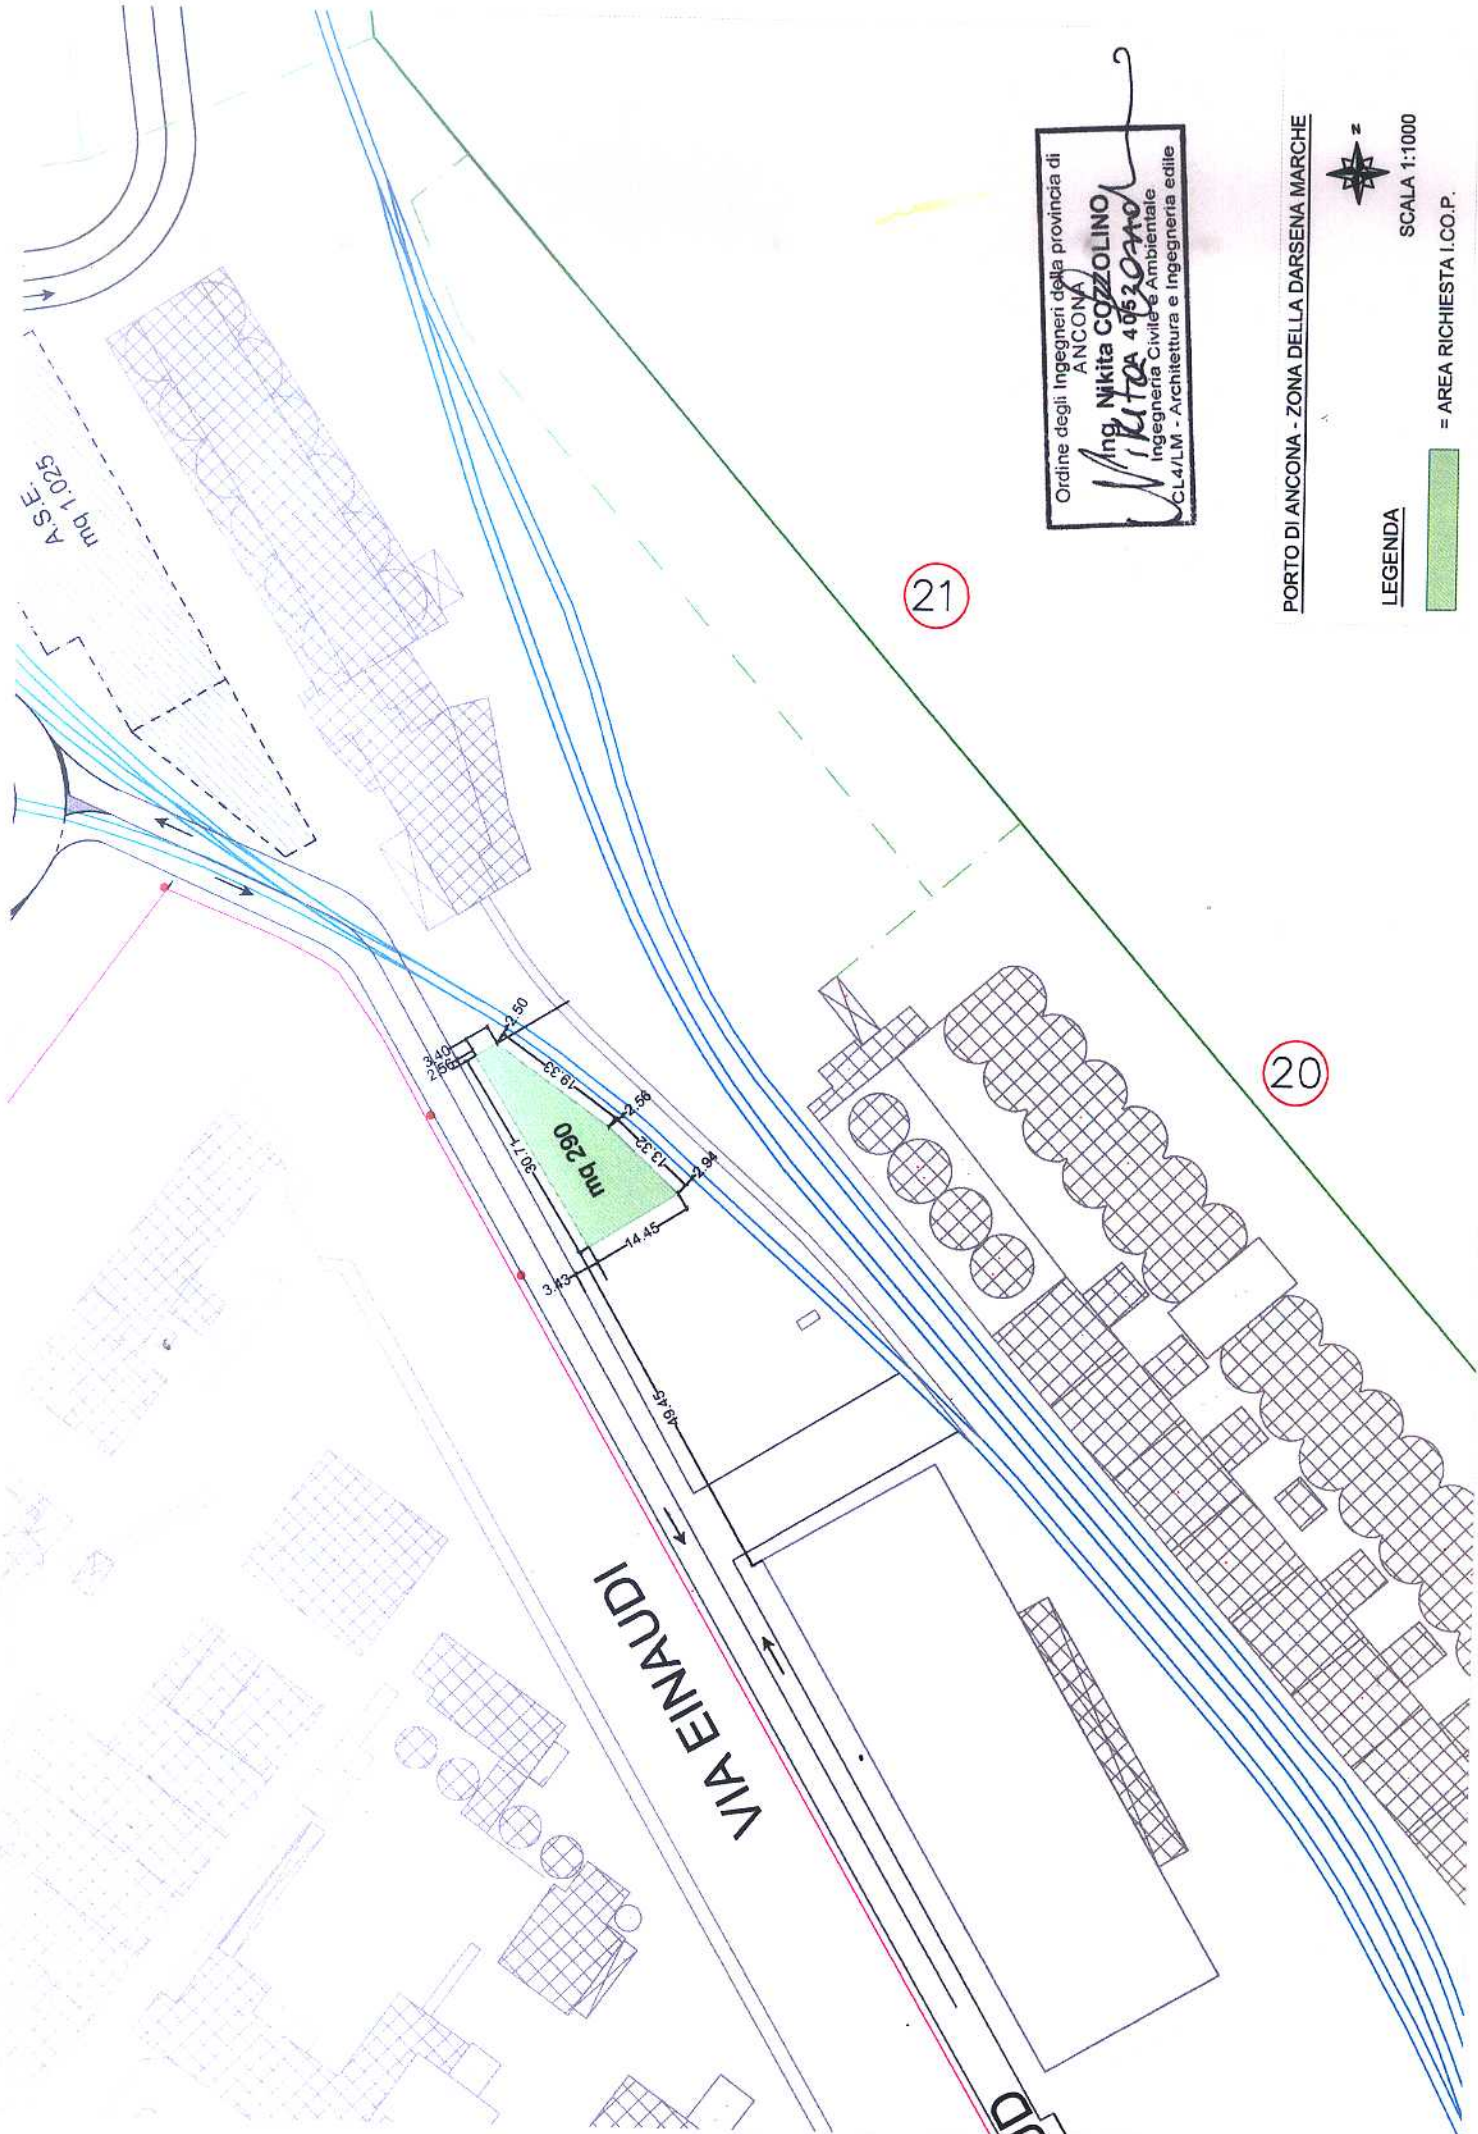 A.S.E.
mq 1.025
3.40
2.56
2.50
19.33
2.56
30.71
mq 290
13.32
2.94
14.45
3.43
49.45
VIA EINAUDI
UD
21
20
Ordine degli Ingegneri della provincia di
ANCONA
Ing. Nikita COZZOLINO
A 4053
Ingegneria Civile e Ambientale
CL4/LM - Architettura e Ingegneria edile
PORTO DI ANCONA - ZONA DELLA DARSENA MARCHE
N
SCALA 1:1000
LEGENDA
= AREA RICHIESTA I.CO.P.